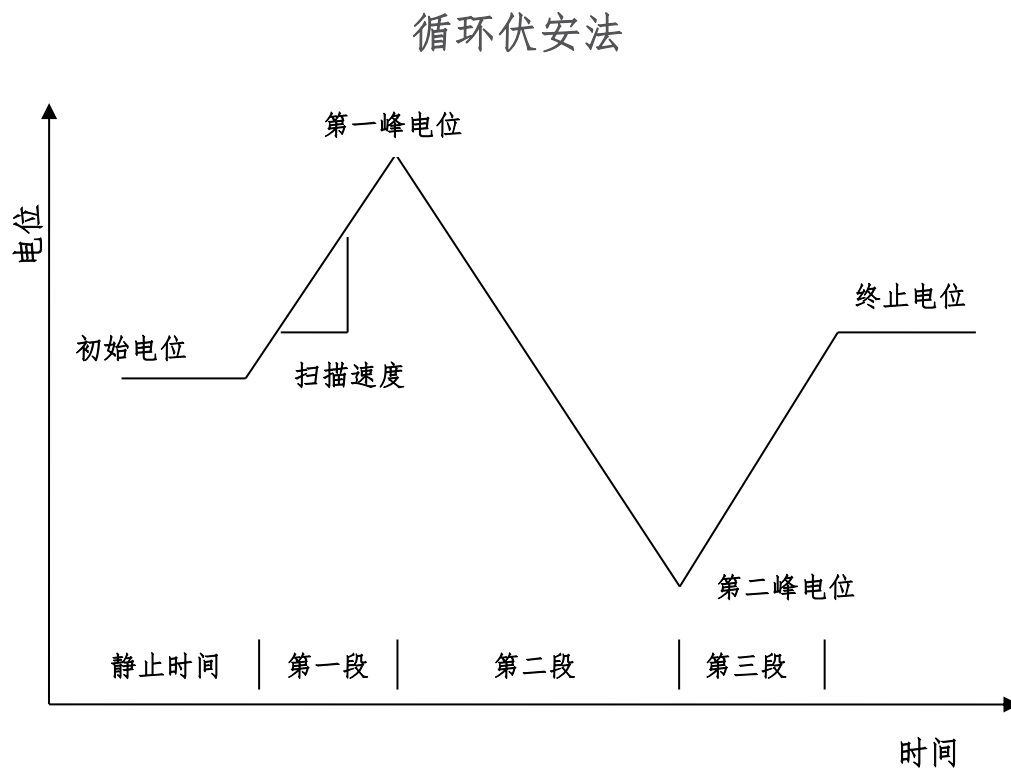 循环伏安法
第一峰电位
电位
终止电位
初始电位
扫描速度
第二峰电位
静止时间 第一段 第二段 第三段
时间